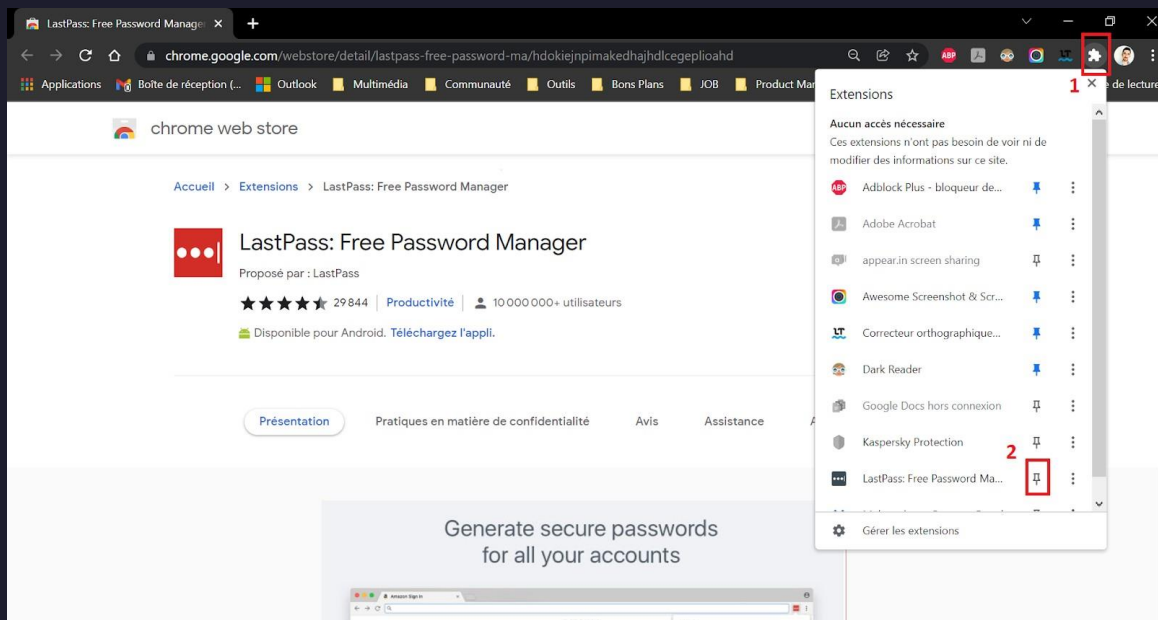 LastPass: Free Password Manage
chrome.google.com/webstore/detail/lastpass-free-password-ma/hdokiejnpimakedhajhdlcegeplioahd
ABP
Applications
Boîte de réception (...
Outlook
Multimédia
Communauté
Outils
Bons Plans
JOB
Product Mar
1
de lecture
chrome web store
Accueil > Extensions > LastPass: Free Password Manager
LastPass: Free Password Manager
Proposé par : LastPass
29 844 | Productivité | 10 000 000+ utilisateurs
Disponible pour Android. Téléchargez l'appli.
Présentation
Pratiques en matière de confidentialité
Avis
Assistance
Generate secure passwords
for all your accounts
Amazon Sign In
Extensions
Aucun accès nécessaire
Ces extensions n'ont pas besoin de voir ni de
modifier des informations sur ce site.
ABP Adblock Plus - bloqueur de...
Adobe Acrobat
appear.in screen sharing
Awesome Screenshot & Scr...
LT Correcteur orthographique...
Dark Reader
Google Docs hors connexion
Kaspersky Protection
2
LastPass: Free Password Ma...
Gérer les extensions